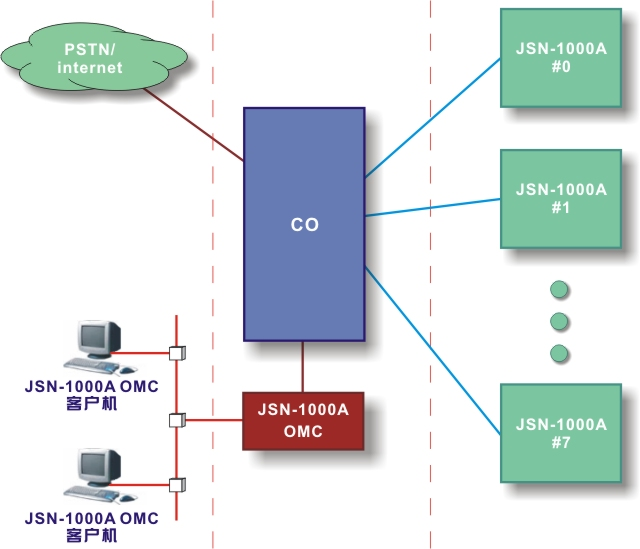 PSTN/
internet
CO
JSN-1000A
#0
JSN-1000A
#1
JSN-1000A
#7
JSN-1000A
OMC
JSN-1000A OMC
客户机
JSN-1000A OMC
客户机